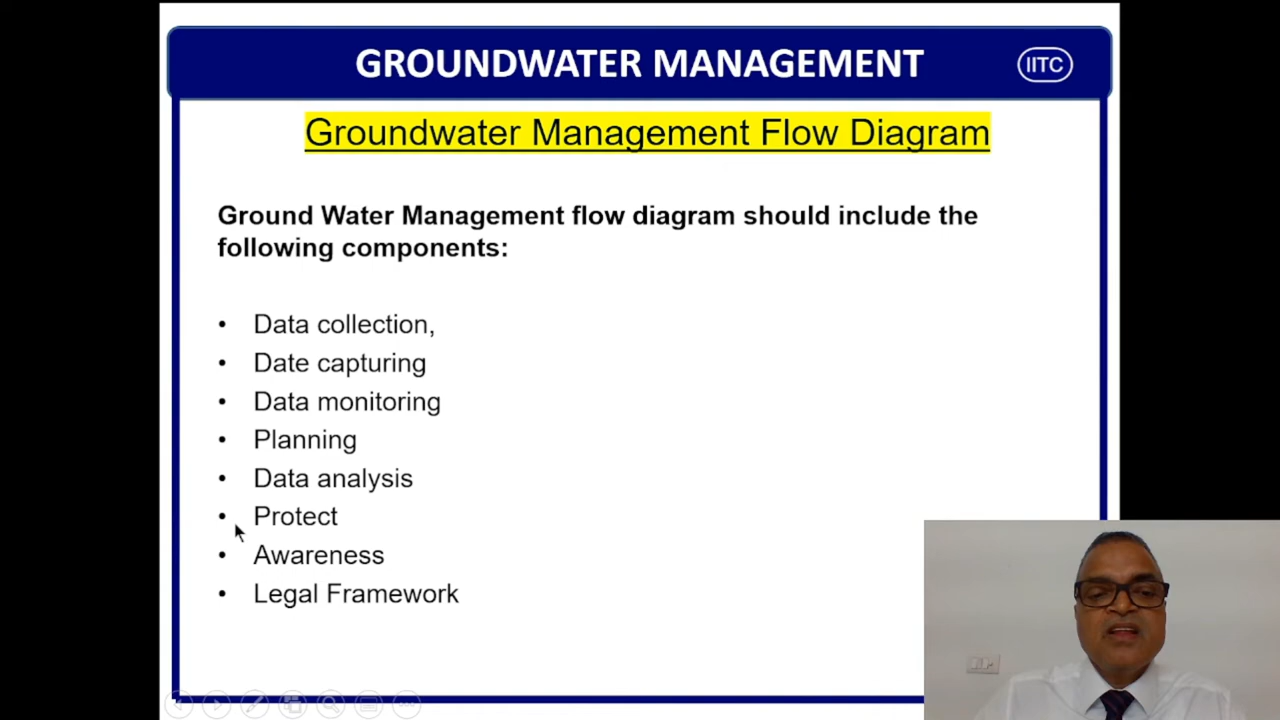 GROUNDWATER MANAGEMENT
IITC
Groundwater Management Flow Diagram
Ground Water Management flow diagram should include the
following components:
• Data collection,
• Date capturing
• Data monitoring
• Planning
• Data analysis
• Protect
• Awareness
• Legal Framework